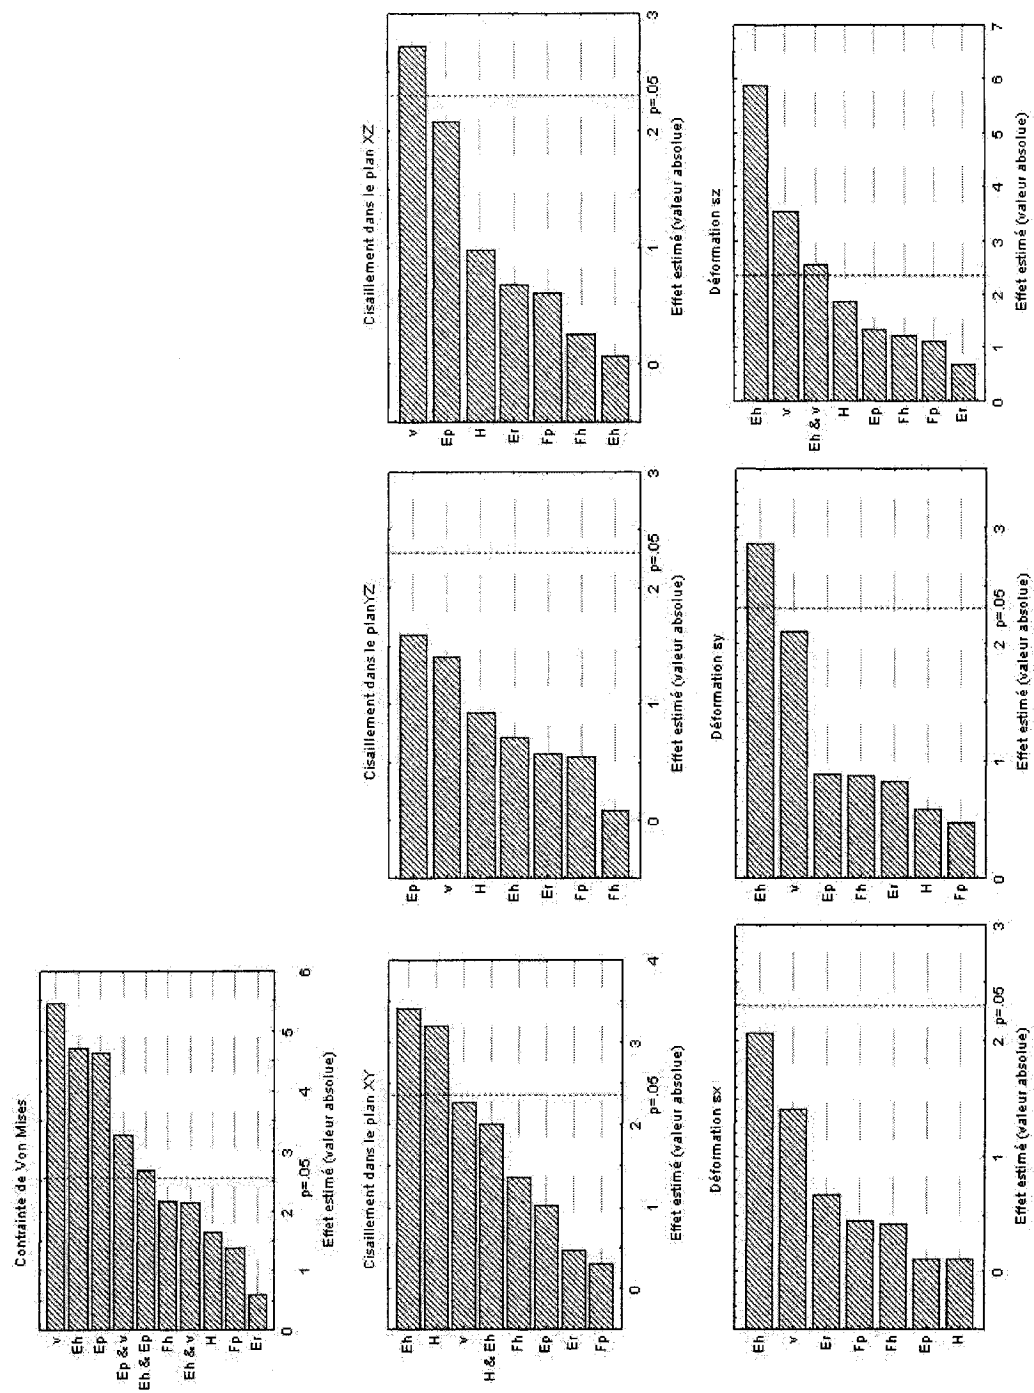 Contrainte de Von Mises
v
Eh
Ep
Ep & v
Eh & Ep
Fh
Eh & v
H
Fp
Er
0 1 2 p=.05 3 4 5 6
Effet estimé (valeur absolue)
Cisaillement dans le plan XY
Eh
H
v
H & Eh
Fh
Ep
Er
Fp
0 1 2 p=.05 3 4
Effet estimé (valeur absolue)
Cisaillement dans le planYZ
Ep
v
H
Eh
Er
Fp
Fh
0 1 2 p=.05 3
Effet estimé (valeur absolue)
Cisaillement dans le plan XZ
v
Ep
H
Er
Fp
Fh
Eh
0 1 2 p=.05 3
Effet estimé (valeur absolue)
Déformation εx
Eh
v
Er
Fp
Fh
Ep
H
0 1 2 p=.05 3
Effet estimé (valeur absolue)
Déformation εy
Eh
v
Ep
Fh
Er
H
Fp
0 1 2 p=.05 3
Effet estimé (valeur absolue)
Déformation εz
Eh
v
Eh & v
H
Ep
Fh
Fp
Er
0 1 2 3 4 5 6 7
Effet estimé (valeur absolue)